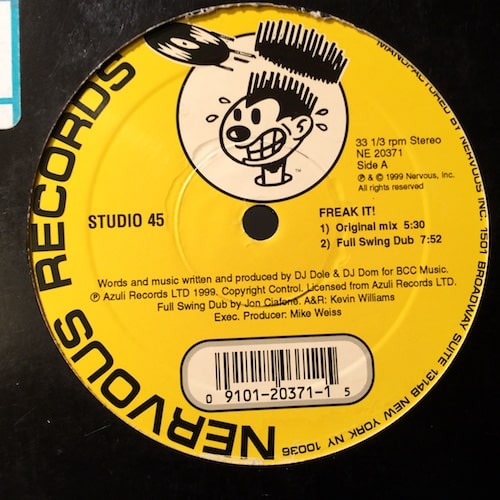 NERVOUS RECORDS
MANUFACTURED BY NERVOUS INC. 1501 BROADWAY SUITE 1314B NEW YORK NY 10036
TM
33 1/3 rpm Stereo
NE 20371
Side A
℗ & © 1999 Nervous, Inc.
All rights reserved
STUDIO 45
FREAK IT!
1) Original mix 5:30
2) Full Swing Dub 7:52
Words and music written and produced by DJ Dole & DJ Dom for BCC Music.
℗ Azuli Records LTD 1999. Copyright Control. Licensed from Azuli Records LTD.
Full Swing Dub by Jon Ciafone. A&R: Kevin Williams
Exec. Producer: Mike Weiss
0 9101-20371-1 5